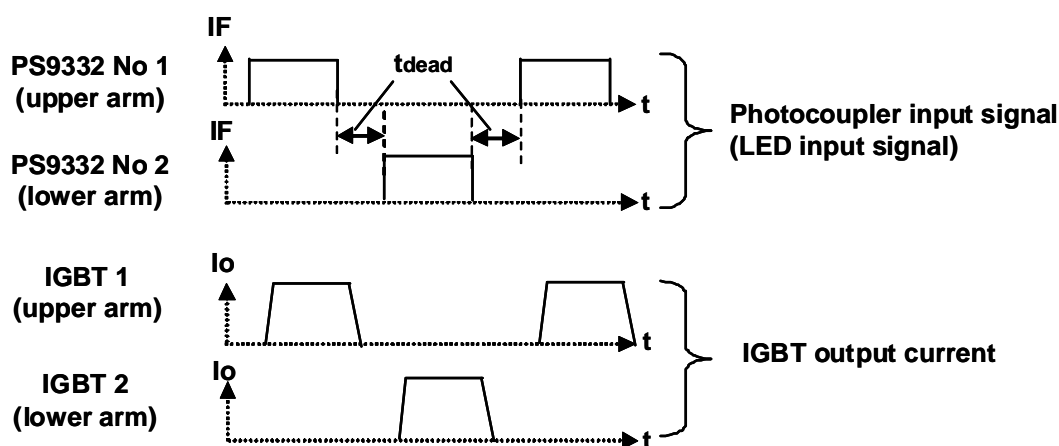 IF
PS9332 No 1
(upper arm)
tdead
t
IF
PS9332 No 2
(lower arm)
t
Photocoupler input signal
(LED input signal)
Io
IGBT 1
(upper arm)
t
Io
IGBT 2
(lower arm)
t
IGBT output current